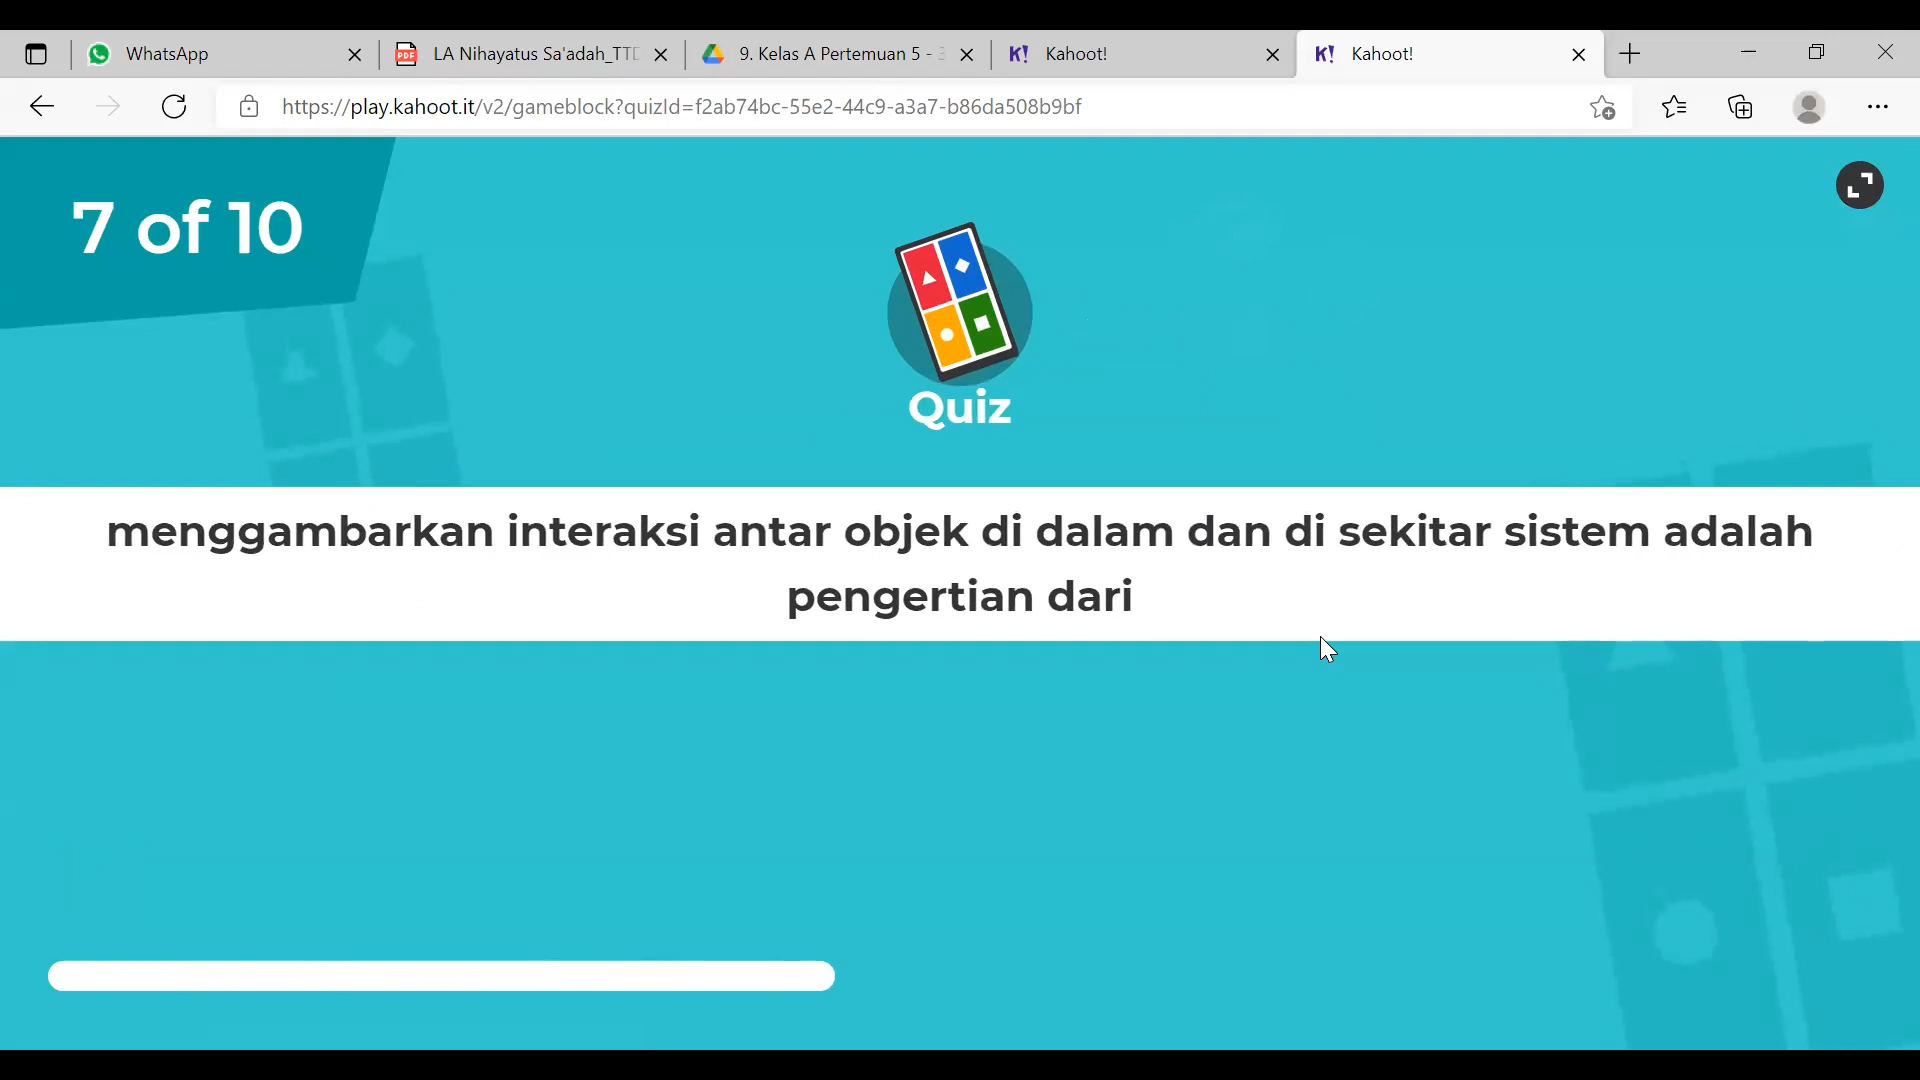 WhatsApp
LA Nihayatus Sa'adah_TTD
9. Kelas A Pertemuan 5 - 3
K! Kahoot!
K! Kahoot!
https://play.kahoot.it/v2/gameblock?quizId=f2ab74bc-55e2-44c9-a3a7-b86da508b9bf
7 of 10
Quiz
menggambarkan interaksi antar objek di dalam dan di sekitar sistem adalah
pengertian dari